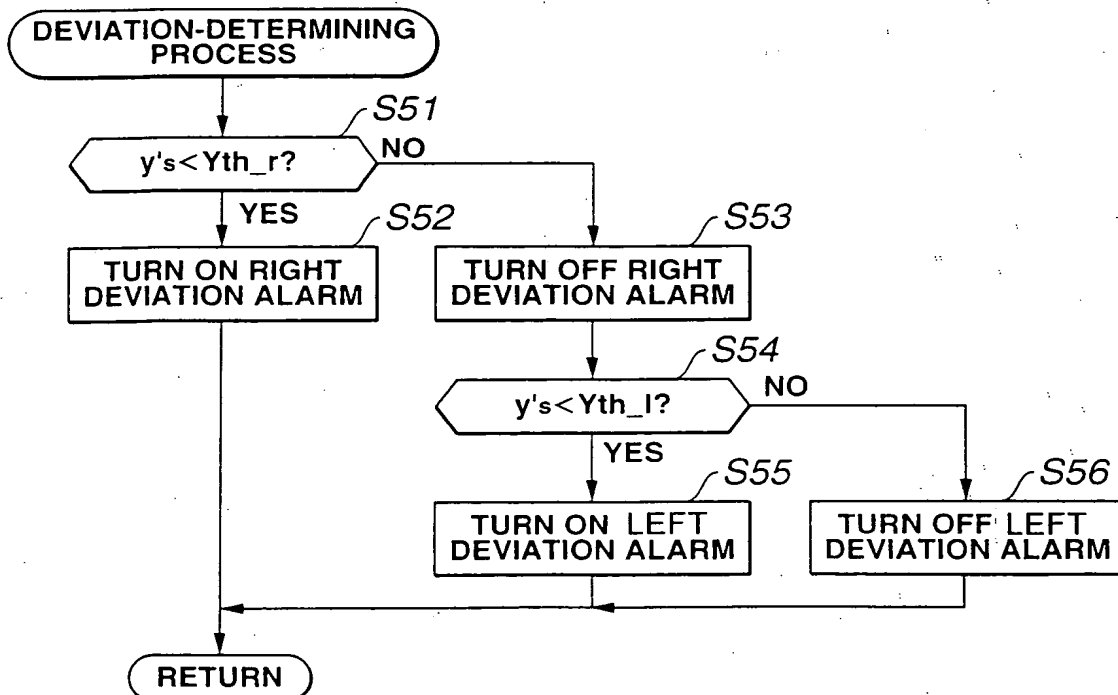 DEVIATION-DETERMINING
PROCESS
S51
y's<Yth_r?
NO
YES
S52
S53
TURN ON RIGHT
DEVIATION ALARM
TURN OFF RIGHT
DEVIATION ALARM
S54
y's<Yth_l?
NO
YES
S55
S56
TURN ON LEFT
DEVIATION ALARM
TURN OFF LEFT
DEVIATION ALARM
RETURN